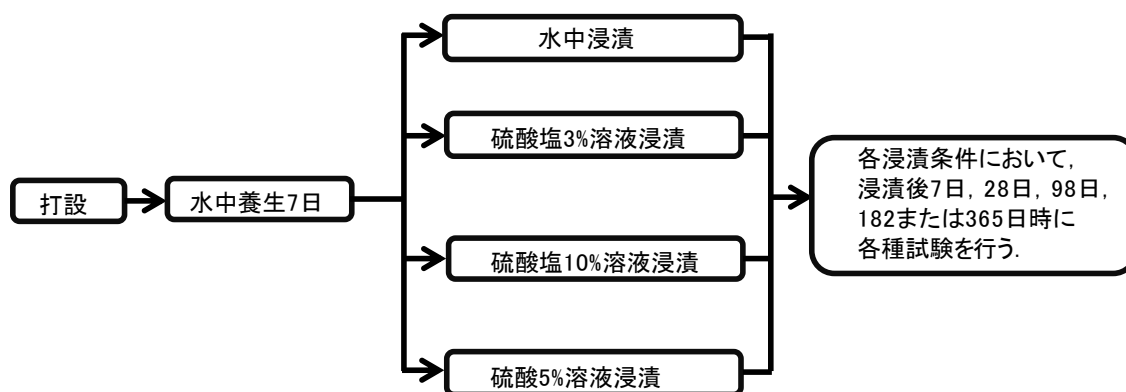 打設
水中養生7日
水中浸漬
硫酸塩3%溶液浸漬
硫酸塩10%溶液浸漬
硫酸5%溶液浸漬
各浸漬条件において,
浸漬後7日, 28日, 98日,
182または365日時に
各種試験を行う.